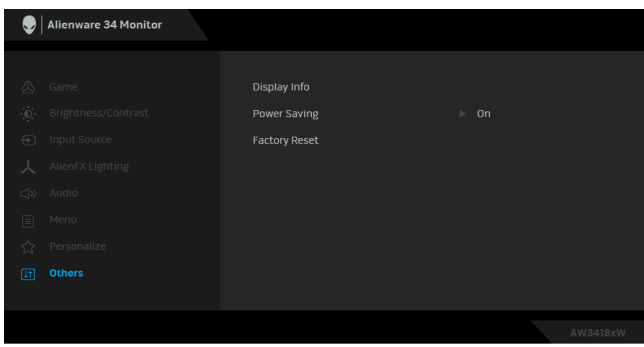 Alienware 34 Monitor
Game
Brightness/Contrast
Input Source
AlienFX Lighting
Audio
Menu
Personalize
Others
Display Info
Power Saving On
Factory Reset
AW3418xW